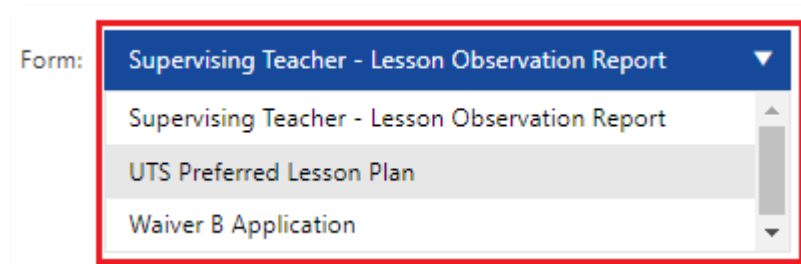 Form: Supervising Teacher - Lesson Observation Report
Supervising Teacher - Lesson Observation Report
UTS Preferred Lesson Plan
Waiver B Application